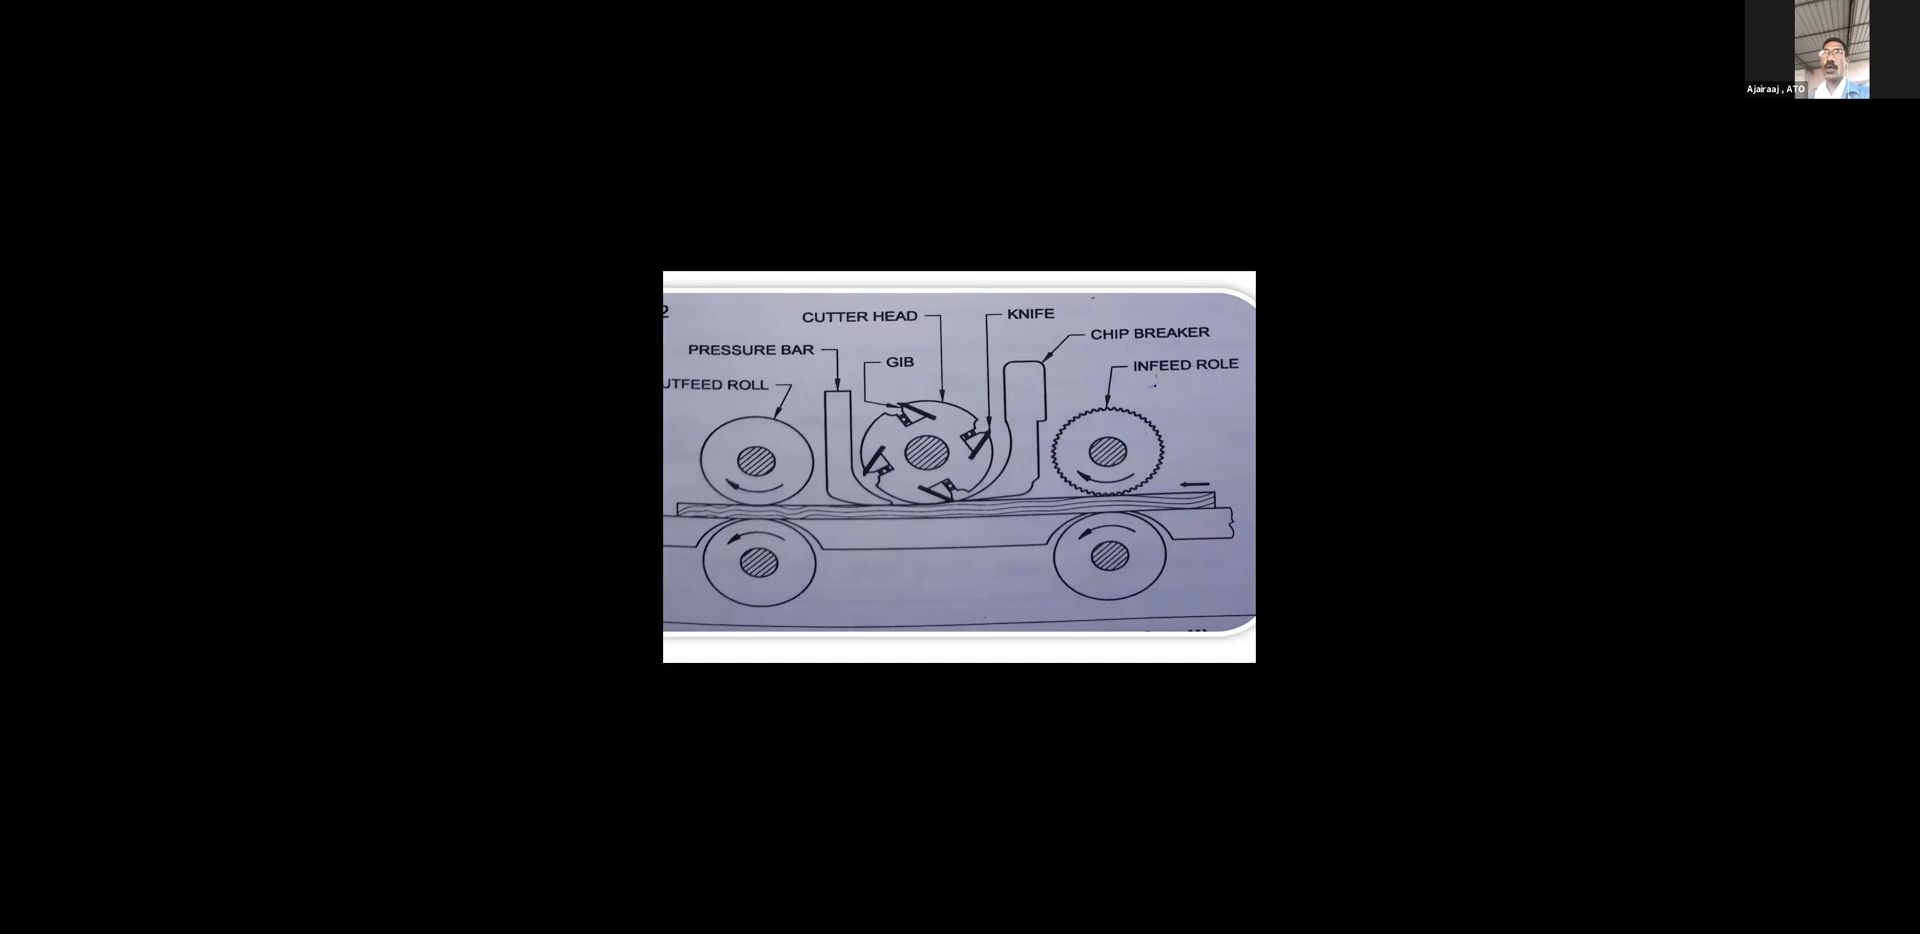 Ajairaaj , ATO
2
CUTTER HEAD
KNIFE
CHIP BREAKER
PRESSURE BAR
GIB
INFEED ROLE
UTFEED ROLL